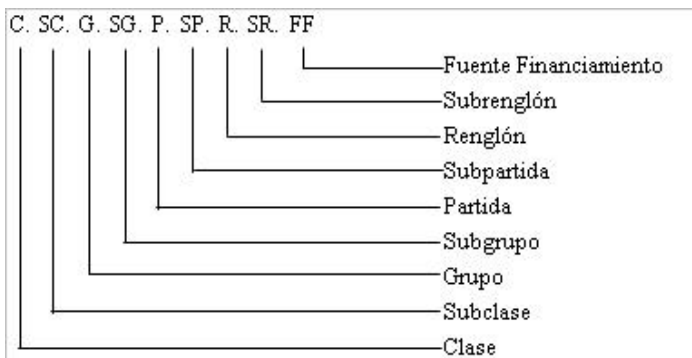 C. SC. G. SG. P. SP. R. SR. FF
Fuente Financiamiento
Subrenglón
Renglón
Subpartida
Partida
Subgrupo
Grupo
Subclase
Clase